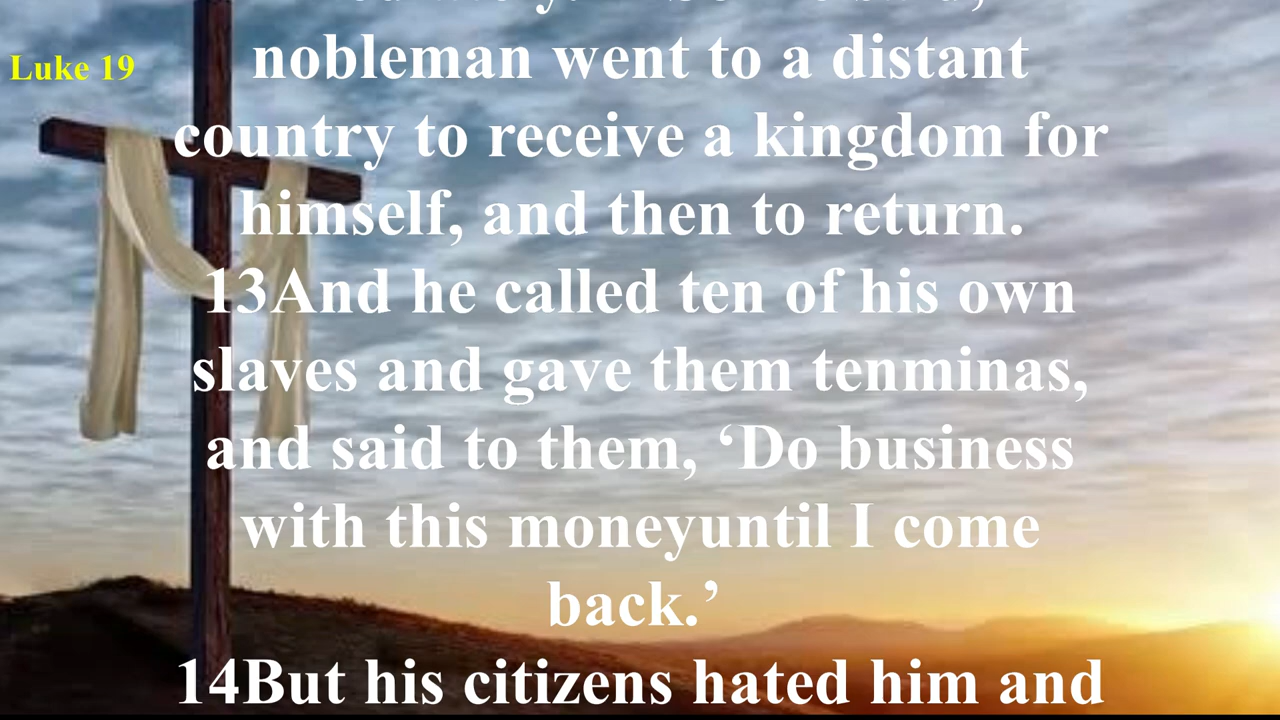 Luke 19
nobleman went to a distant
country to receive a kingdom for
himself, and then to return.
13And he called ten of his own
slaves and gave them tenminas,
and said to them, ‘Do business
with this moneyuntil I come
back.’
14But his citizens hated him and